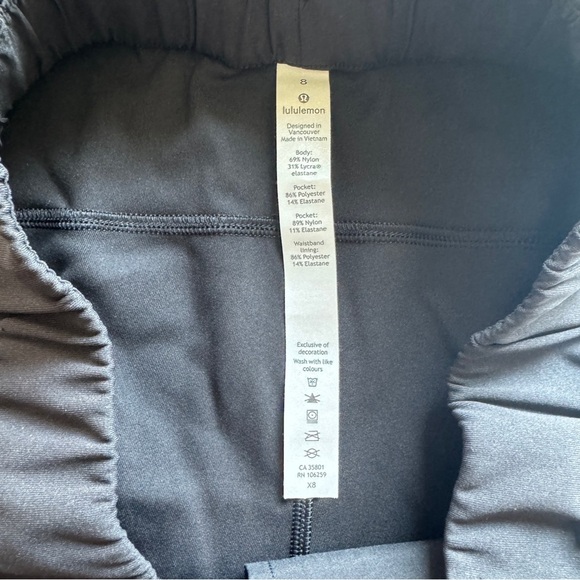 8
lululemon
Designed in
Vancouver
Made in Vietnam
Body:
69% Nylon
31% Lycra®
elastane
Pocket:
86% Polyester
14% Elastane
Pocket:
89% Nylon
11% Elastane
Waistband
lining:
86% Polyester
14% Elastane
Exclusive of
decoration
Wash with like
colours
CA 35801
RN 106259
X8